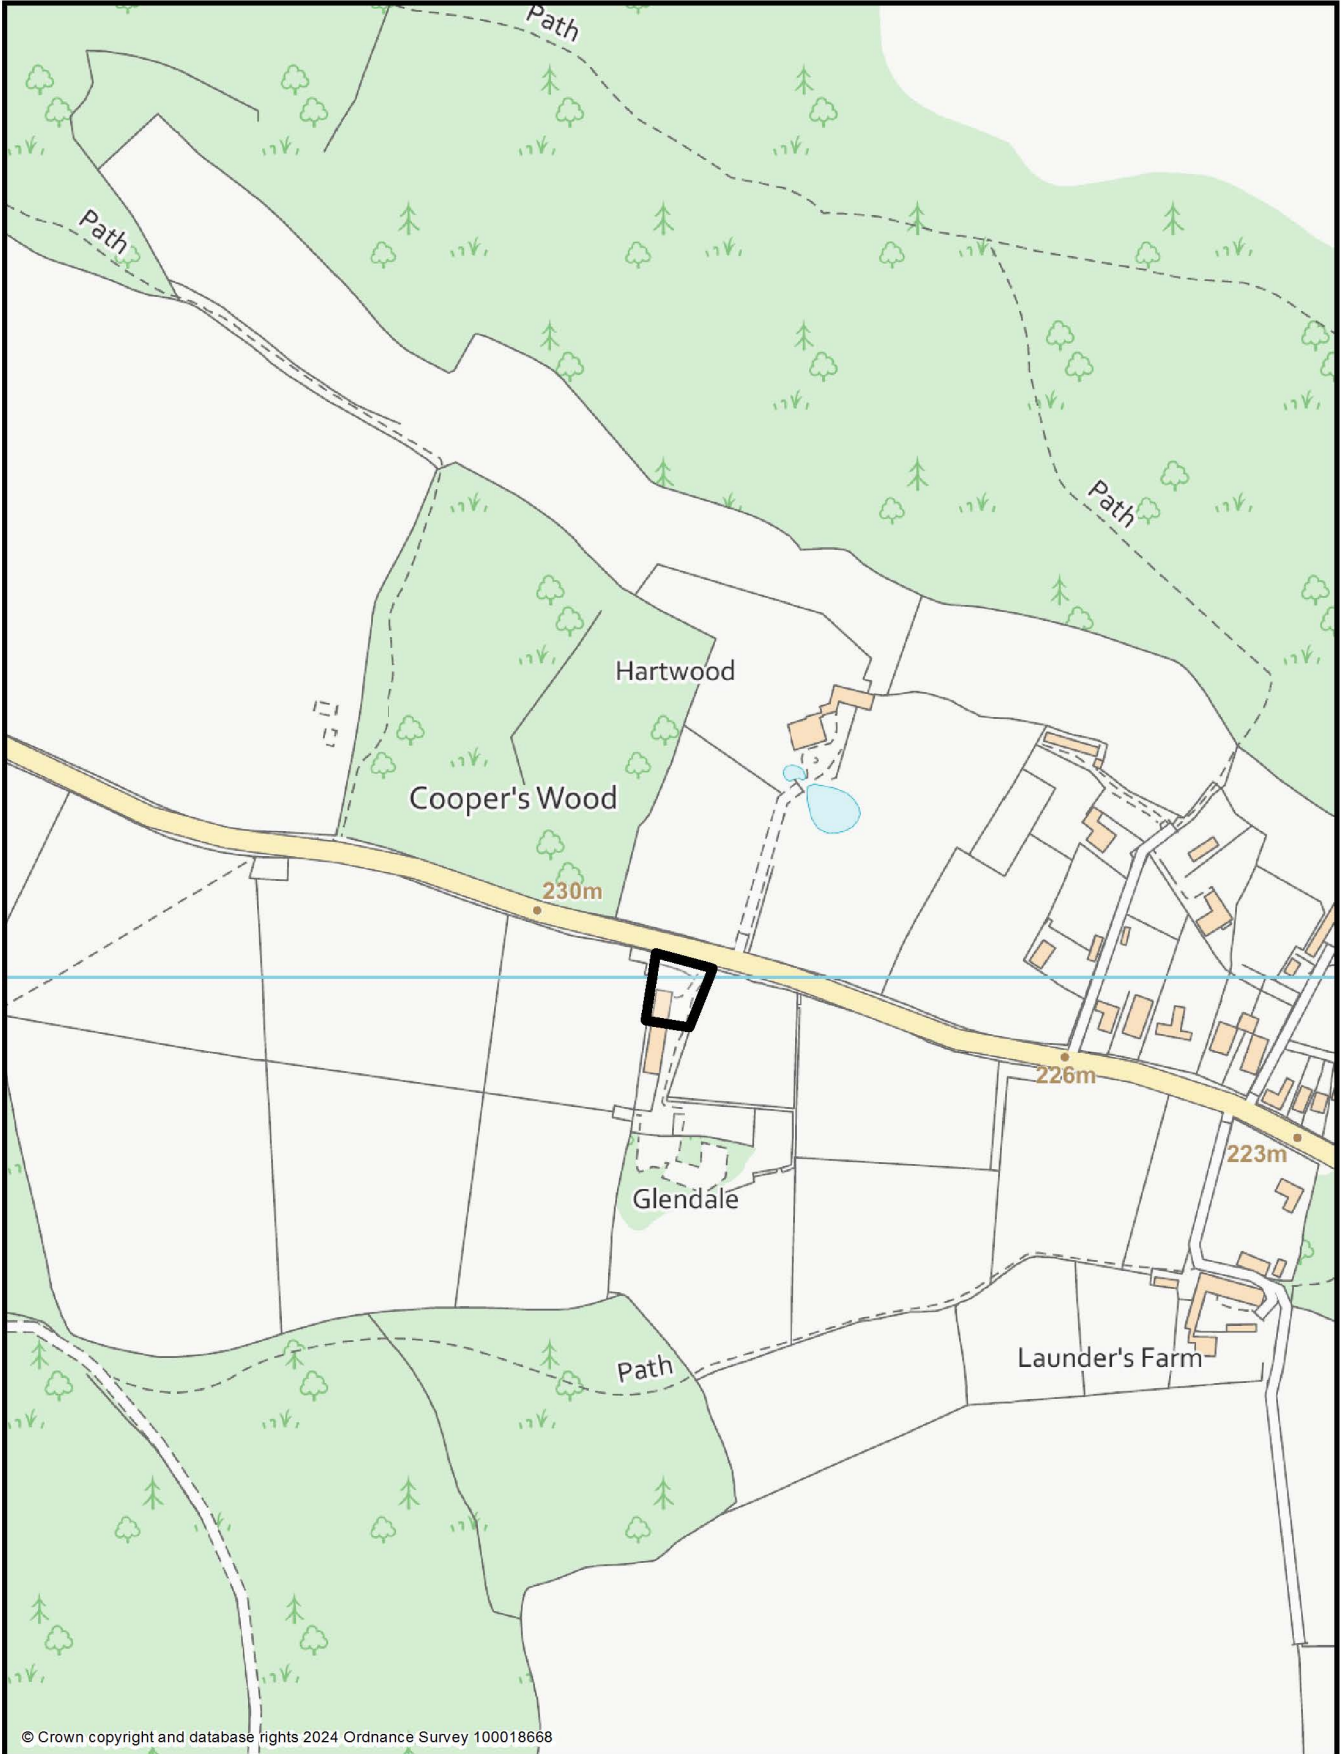 Path
Path
Path
Hartwood
Cooper's Wood
230m
226m
223m
Glendale
Launder's Farm
Path
© Crown copyright and database rights 2024 Ordnance Survey 100018668